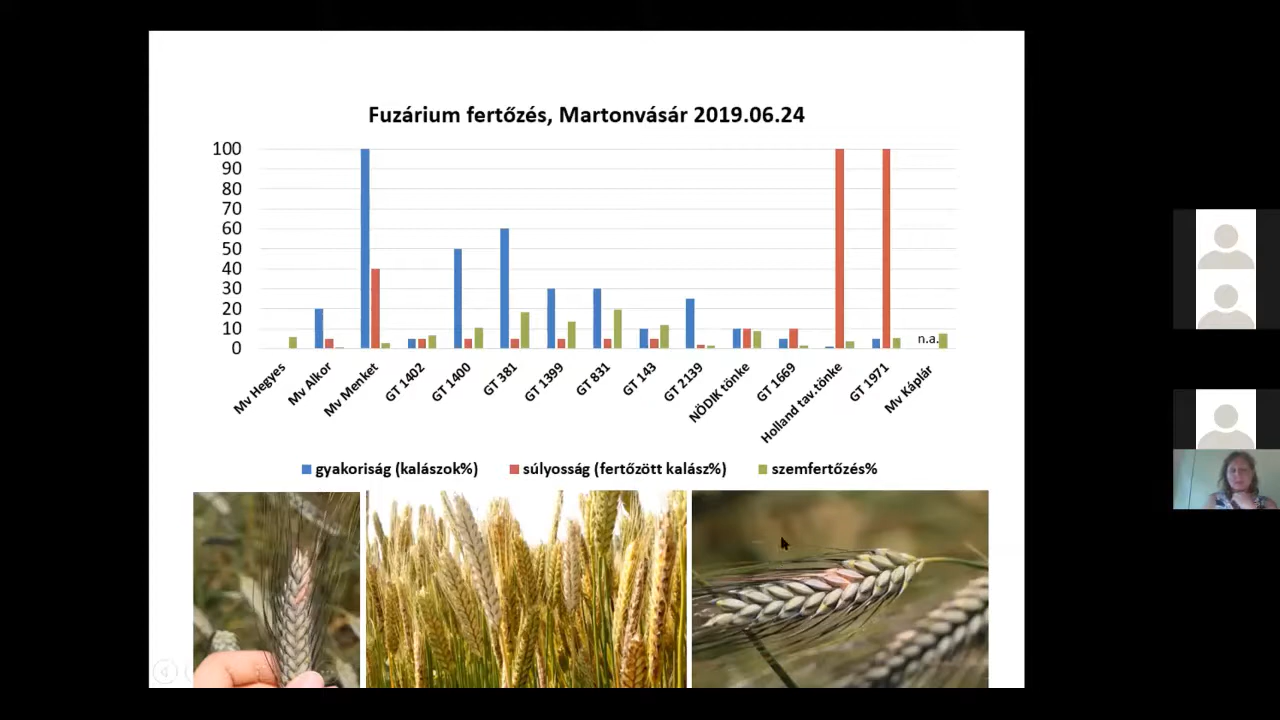 Fuzárium fertőzés, Martonvásár 2019.06.24
100
90
80
70
60
50
40
30
20
10
0
n.a.
Mv Hegyes
Mv Alkor
Mv Menket
GT 1402
GT 1400
GT 381
GT 1399
GT 831
GT 143
GT 2139
NÖDIK tönke
GT 1669
Holland tav.tönke
GT 1971
Mv Káplár
gyakoriság (kalászok%) súlyosság (fertőzött kalász%) szemfertőzés%